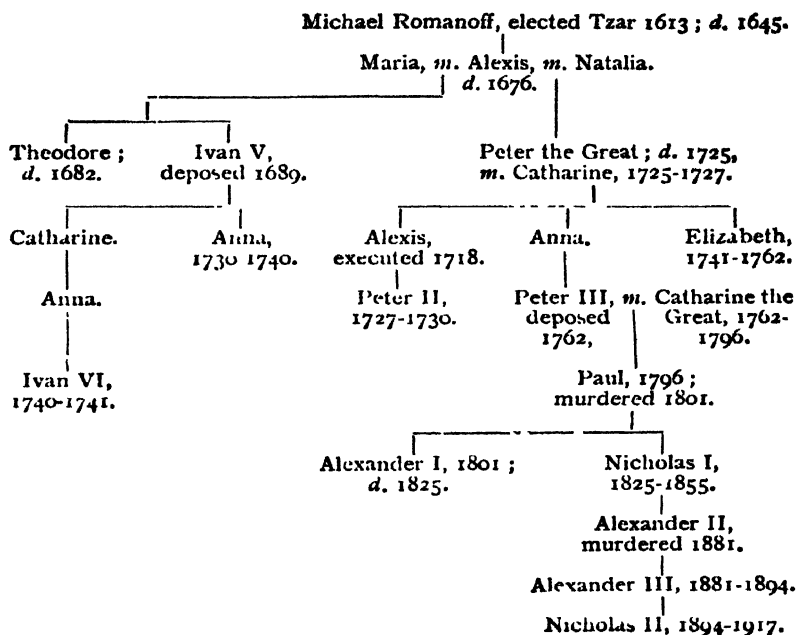 Michael Romanoff, elected Tzar 1613; d. 1645.
Maria, m. Alexis, m. Natalia.
d. 1676.
Theodore;
d. 1682.
Ivan V,
deposed 1689.
Peter the Great; d. 1725,
m. Catharine, 1725-1727.
Catharine.
Anna,
1730-1740.
Alexis,
executed 1718.
Anna.
Elizabeth,
1741-1762.
Anna.
Peter II,
1727-1730.
Peter III, m. Catharine the
deposed Great, 1762-
1762, 1796.
Ivan VI,
1740-1741.
Paul, 1796;
murdered 1801.
Alexander I, 1801;
d. 1825.
Nicholas I,
1825-1855.
Alexander II,
murdered 1881.
Alexander III, 1881-1894.
Nicholas II, 1894-1917.